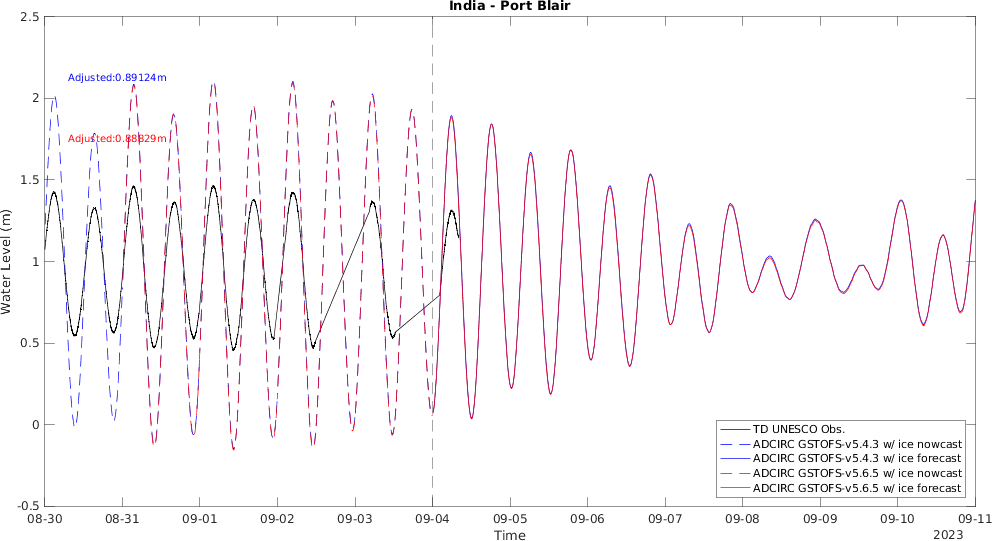 India - Port Blair
2.5
2
1.5
1
0.5
0
-0.5
Water Level (m)
Adjusted:0.89124m
Adjusted:0.88829m
TD UNESCO Obs.
ADCIRC GSTOFS-v5.4.3 w/ ice nowcast
ADCIRC GSTOFS-v5.4.3 w/ ice forecast
ADCIRC GSTOFS-v5.6.5 w/ ice nowcast
ADCIRC GSTOFS-v5.6.5 w/ ice forecast
08-30 08-31 09-01 09-02 09-03 09-04 09-05 09-06 09-07 09-08 09-09 09-10 09-11
Time
2023